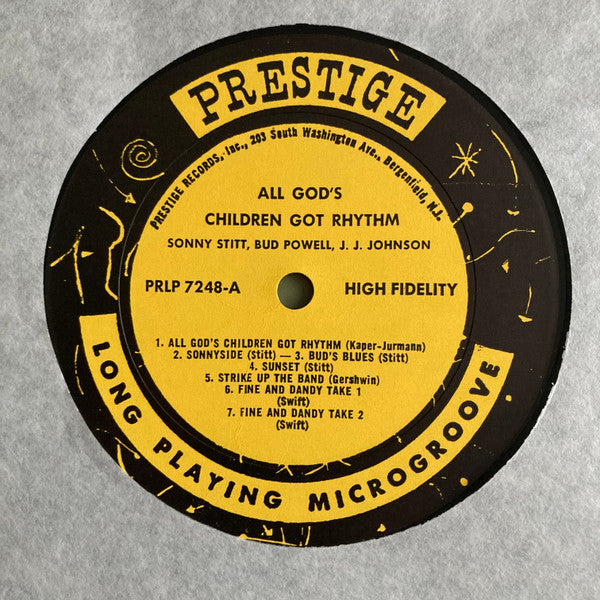 PRESTIGE
PRESTIGE RECORDS, Inc., 203 South Washington Ave., Bergenfield, N.J.
ALL GOD'S
CHILDREN GOT RHYTHM
SONNY STITT, BUD POWELL, J. J. JOHNSON
PRLP 7248-A HIGH FIDELITY
1. ALL GOD'S CHILDREN GOT RHYTHM (Kaper-Jurmann)
2. SONNYSIDE (Stitt) — 3. BUD'S BLUES (Stitt)
4. SUNSET (Stitt)
5. STRIKE UP THE BAND (Gershwin)
6. FINE AND DANDY TAKE 1
(Swift)
7. FINE AND DANDY TAKE 2
(Swift)
LONG PLAYING MICROGROOVE